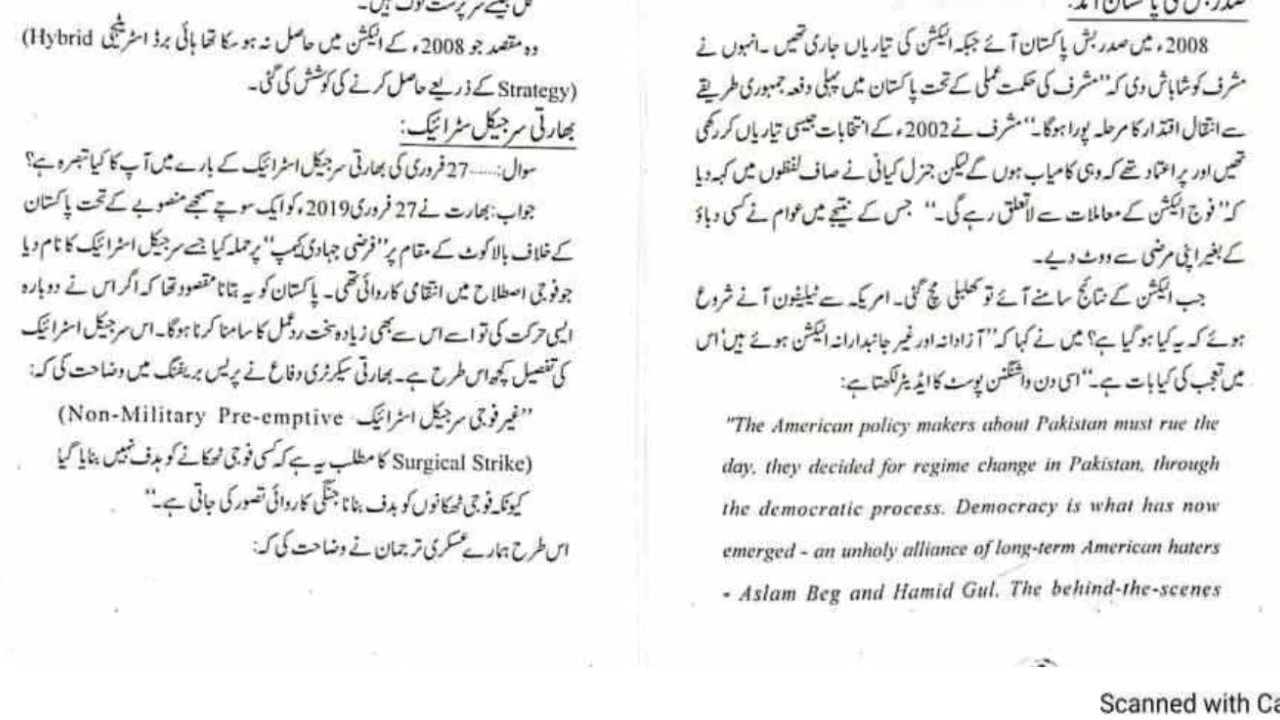 صدر بش کی پاکستان آمد:
2008ء میں صدر بش پاکستان آئے جبکہ الیکشن کی تیاریاں جاری تھیں۔ انہوں نے
مشرف کو شاباش دی کہ ”مشرف کی حکمت عملی کے تحت پاکستان میں پہلی دفعہ جمہوری طریقے
سے انتقال اقتدار کا مرحلہ پورا ہوگا۔“ مشرف نے 2002ء کے انتخابات جیسی تیاریاں کر رکھی
تھیں اور پر اعتماد تھے کہ وہی کامیاب ہوں گے لیکن جنرل کیانی نے صاف لفظوں میں کہہ دیا
کہ ”فوج الیکشن کے معاملات سے لاتعلق رہے گی۔“ جس کے نتیجے میں عوام نے کسی دباؤ
کے بغیر اپنی مرضی سے ووٹ دیے۔
جب الیکشن کے نتائج سامنے آئے تو کھلبلی مچ گئی۔ امریکہ سے ٹیلیفون آنے شروع
ہوئے کہ یہ کیا ہو گیا ہے؟ میں نے کہا کہ ”آزادانہ اور غیر جانبدارانہ الیکشن ہوئے ہیں‘ اس
میں تعجب کی کیا بات ہے۔“ اسی دن واشنگٹن پوسٹ کا ایڈیٹر لکھتا ہے:
"The American policy makers about Pakistan must rue the
day, they decided for regime change in Pakistan, through
the democratic process. Democracy is what has now
emerged - an unholy alliance of long-term American haters
- Aslam Beg and Hamid Gul. The behind-the-scenes
گل جیسے سرپرست لوگ ہیں۔
وہ مقصد جو 2008ء کے الیکشن میں حاصل نہ ہو سکا تھا ہائی برڈ اسٹریٹیجی (Hybrid
Strategy) کے ذریعے حاصل کرنے کی کوشش کی گئی۔
بھارتی سرجیکل سٹرائیک:
سوال:.....27 فروری کی بھارتی سرجیکل اسٹرائیک کے بارے میں آپ کا کیا تبصرہ ہے؟
جواب: بھارت نے 27 فروری 2019ء کو ایک سوچے سمجھے منصوبے کے تحت پاکستان
کے خلاف بالاکوٹ کے مقام پر ”فرضی جہادی کیمپ“ پر حملہ کیا جسے سرجیکل اسٹرائیک کا نام دیا
جو فوجی اصطلاح میں انتقامی کاروائی تھی۔ پاکستان کو یہ بتانا مقصود تھا کہ اگر اس نے دوبارہ
ایسی حرکت کی تو اسے اس سے بھی زیادہ سخت ردعمل کا سامنا کرنا ہوگا۔ اس سرجیکل اسٹرائیک
کی تفصیل کچھ اس طرح ہے۔ بھارتی سیکرٹری دفاع نے پریس بریفنگ میں وضاحت کی کہ:
”غیر فوجی سرجیکل اسٹرائیک (Non-Military Pre-emptive
Surgical Strike) کا مطلب یہ ہے کہ کسی فوجی ٹھکانے کو ہدف نہیں بنایا گیا
کیونکہ فوجی ٹھکانوں کو ہدف بنانا جنگی کاروائی تصور کی جاتی ہے۔“
اس طرح ہمارے عسکری ترجمان نے وضاحت کی کہ:
Scanned with Ca